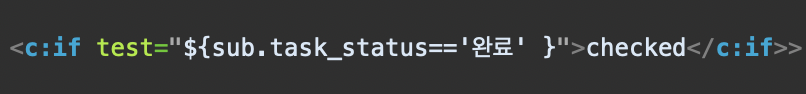 <c:if test="${sub.task_status=='완료' }">checked</c:if>>